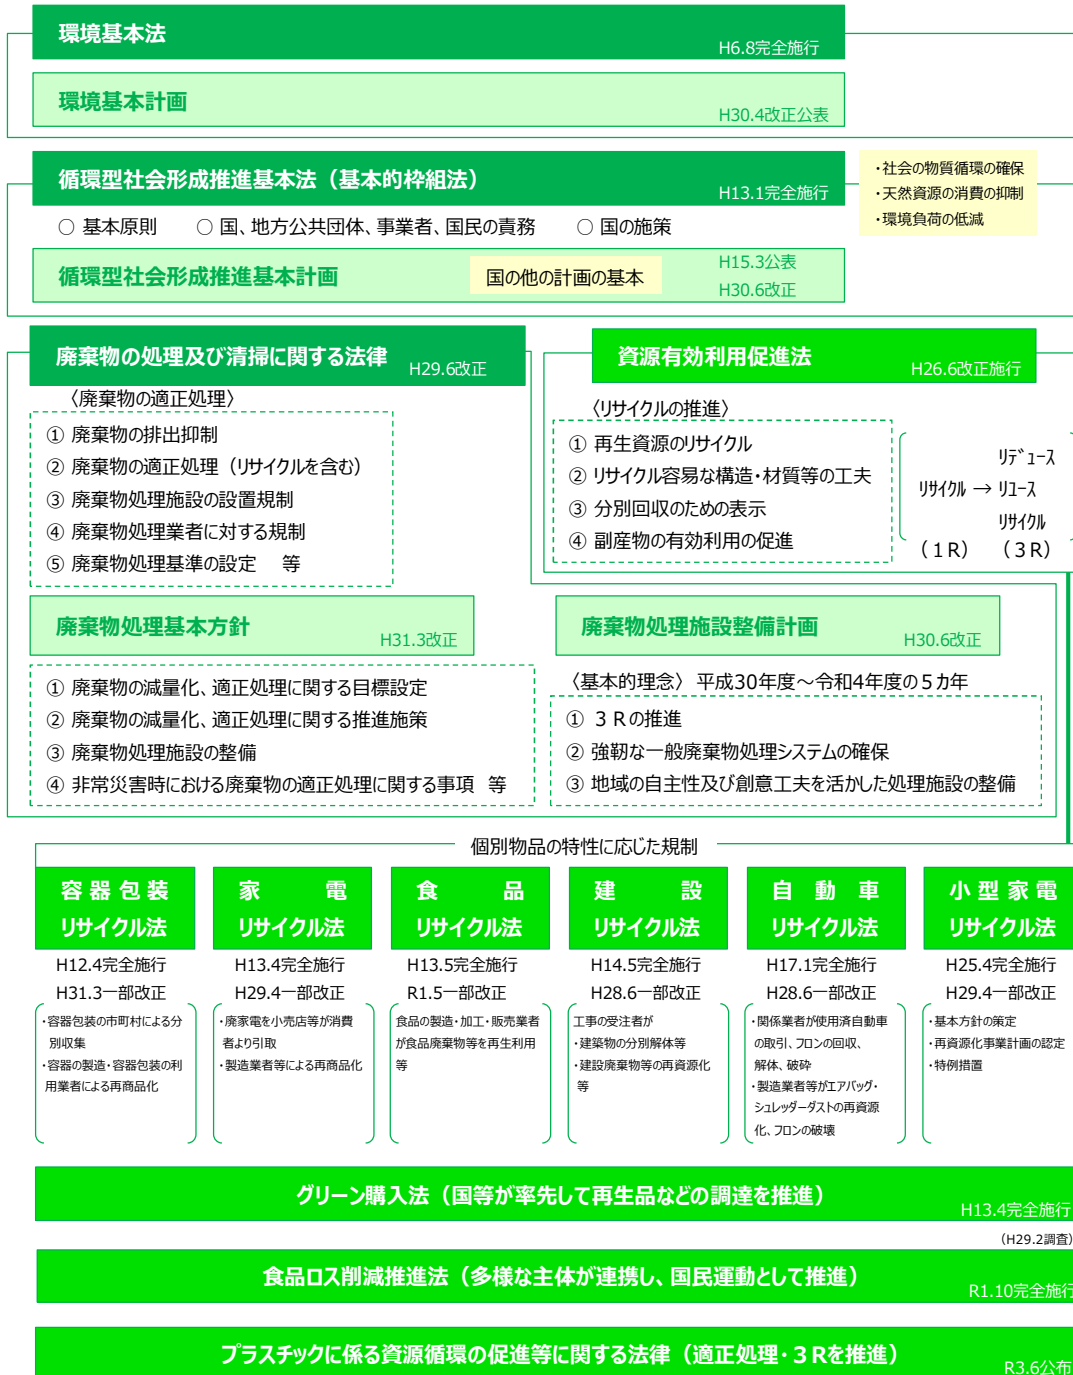 環境基本法
H6.8完全施行
環境基本計画
H30.4改正公表
循環型社会形成推進基本法（基本的枠組法）
H13.1完全施行
・社会の物質循環の確保
・天然資源の消費の抑制
・環境負荷の低減
○ 基本原則　○ 国、地方公共団体、事業者、国民の責務　○ 国の施策
循環型社会形成推進基本計画
国の他の計画の基本
H15.3公表
H30.6改正
廃棄物の処理及び清掃に関する法律
H29.6改正
〈廃棄物の適正処理〉
① 廃棄物の排出抑制
② 廃棄物の適正処理（リサイクルを含む）
③ 廃棄物処理施設の設置規制
④ 廃棄物処理業者に対する規制
⑤ 廃棄物処理基準の設定　等
資源有効利用促進法
H26.6改正施行
〈リサイクルの推進〉
① 再生資源のリサイクル
② リサイクル容易な構造・材質等の工夫
③ 分別回収のための表示
④ 副産物の有効利用の促進
ﾘﾃﾞｭｰｽ
ﾘｻｲｸﾙ → ﾘﾕｰｽ
ﾘｻｲｸﾙ
（１R）　（３R）
廃棄物処理基本方針
H31.3改正
① 廃棄物の減量化、適正処理に関する目標設定
② 廃棄物の減量化、適正処理に関する推進施策
③ 廃棄物処理施設の整備
④ 非常災害時における廃棄物の適正処理に関する事項　等
廃棄物処理施設整備計画
H30.6改正
〈基本的理念〉平成30年度～令和4年度の５カ年
① ３Rの推進
② 強靭な一般廃棄物処理システムの確保
③ 地域の自主性及び創意工夫を活かした処理施設の整備
個別物品の特性に応じた規制
容器包装
リサイクル法
H12.4完全施行
H31.3一部改正
・容器包装の市町村による分
別収集
・容器の製造・容器包装の利
用業者による再商品化
家　電
リサイクル法
H13.4完全施行
H29.4一部改正
・廃家電を小売店等が消費
者より引取
・製造業者等による再商品化
食　品
リサイクル法
H13.5完全施行
R1.5一部改正
食品の製造・加工・販売業者
が食品廃棄物等を再生利用
等
建　設
リサイクル法
H14.5完全施行
H28.6一部改正
工事の受注者が
・建築物の分別解体等
・建設廃棄物等の再資源化
等
自動車
リサイクル法
H17.1完全施行
H28.6一部改正
・関係業者が使用済自動車
の取引、フロンの回収、
解体、破砕
・製造業者等がエアバッグ・
シュレッダーダストの再資源
化、フロンの破壊
小型家電
リサイクル法
H25.4完全施行
H29.4一部改正
・基本方針の策定
・再資源化事業計画の認定
・特例措置
グリーン購入法（国等が率先して再生品などの調達を推進）
H13.4完全施行
（H29.2調査）
食品ロス削減推進法（多様な主体が連携し、国民運動として推進）
R1.10完全施行
プラスチックに係る資源循環の促進等に関する法律（適正処理・３Rを推進）
R3.6公布